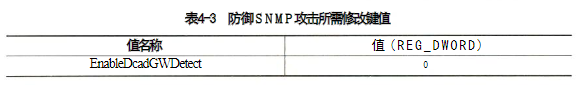 表4-3 防御SNMP攻击所需修改键值
值名称 值(REG_DWORD)
EnableDcadGWDetect 0